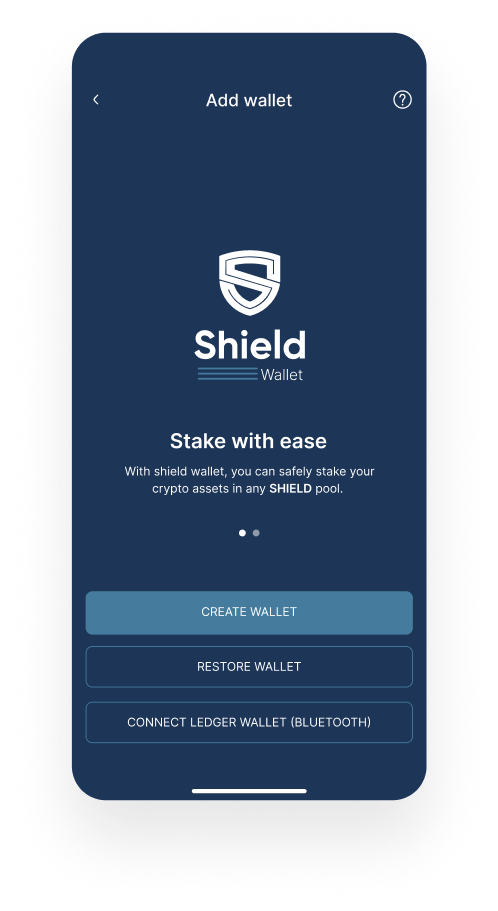 Add wallet
Shield
Wallet
Stake with ease
With shield wallet, you can safely stake your
crypto assets in any SHIELD pool.
CREATE WALLET
RESTORE WALLET
CONNECT LEDGER WALLET (BLUETOOTH)